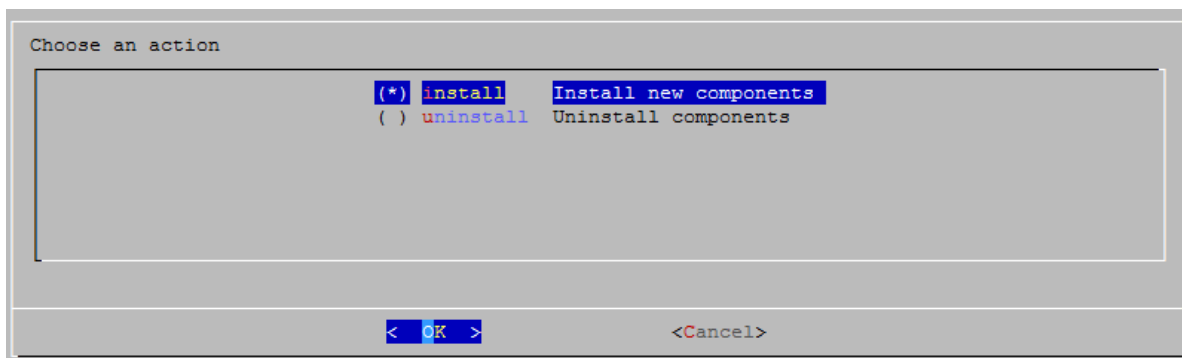 Choose an action
(*) install Install new components
( ) uninstall Uninstall components
< OK > <Cancel>